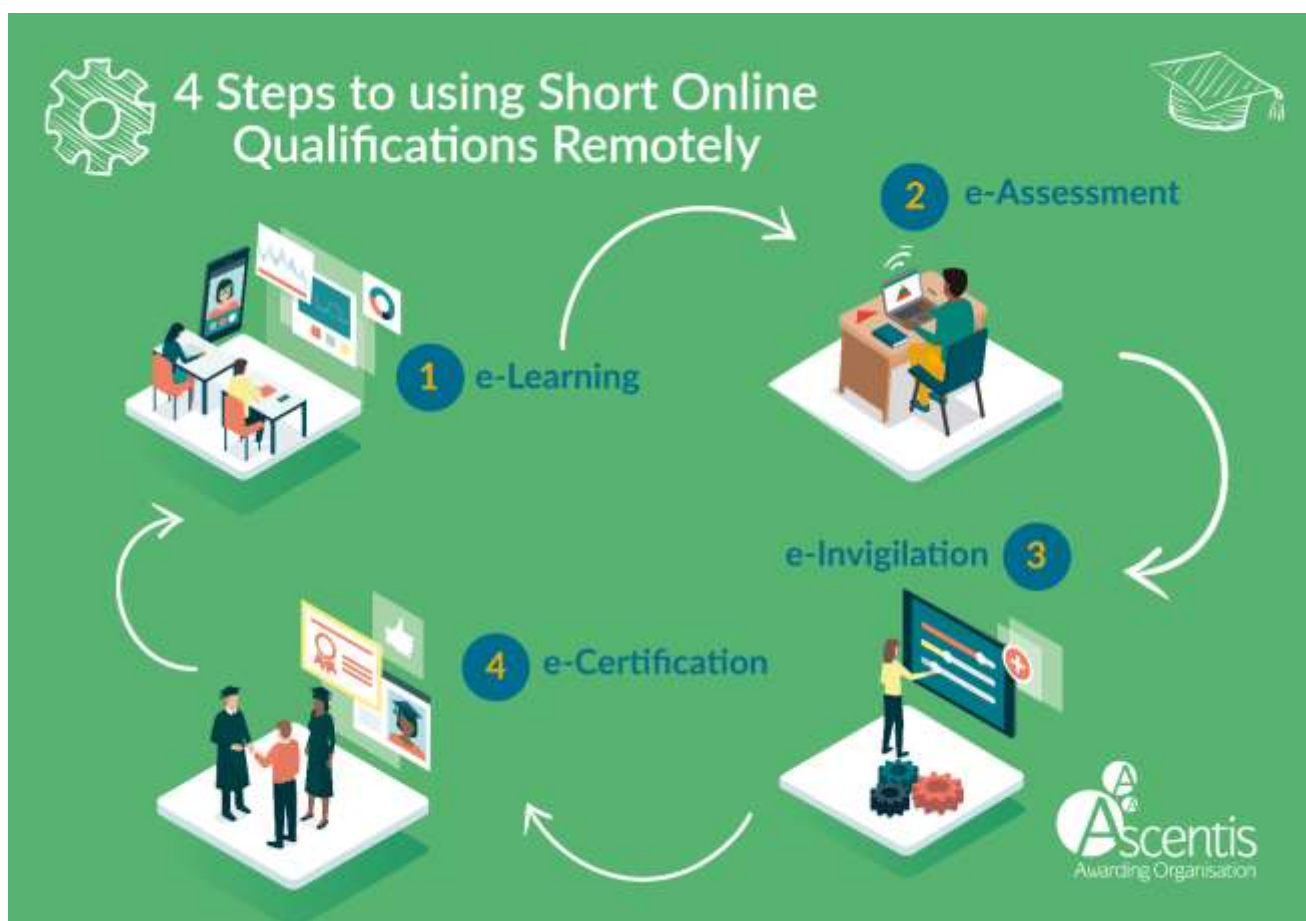 4 Steps to using Short Online
Qualifications Remotely
1 e-Learning
2 e-Assessment
e-Invigilation 3
4 e-Certification
A
A
Ascentis
Awarding Organisation